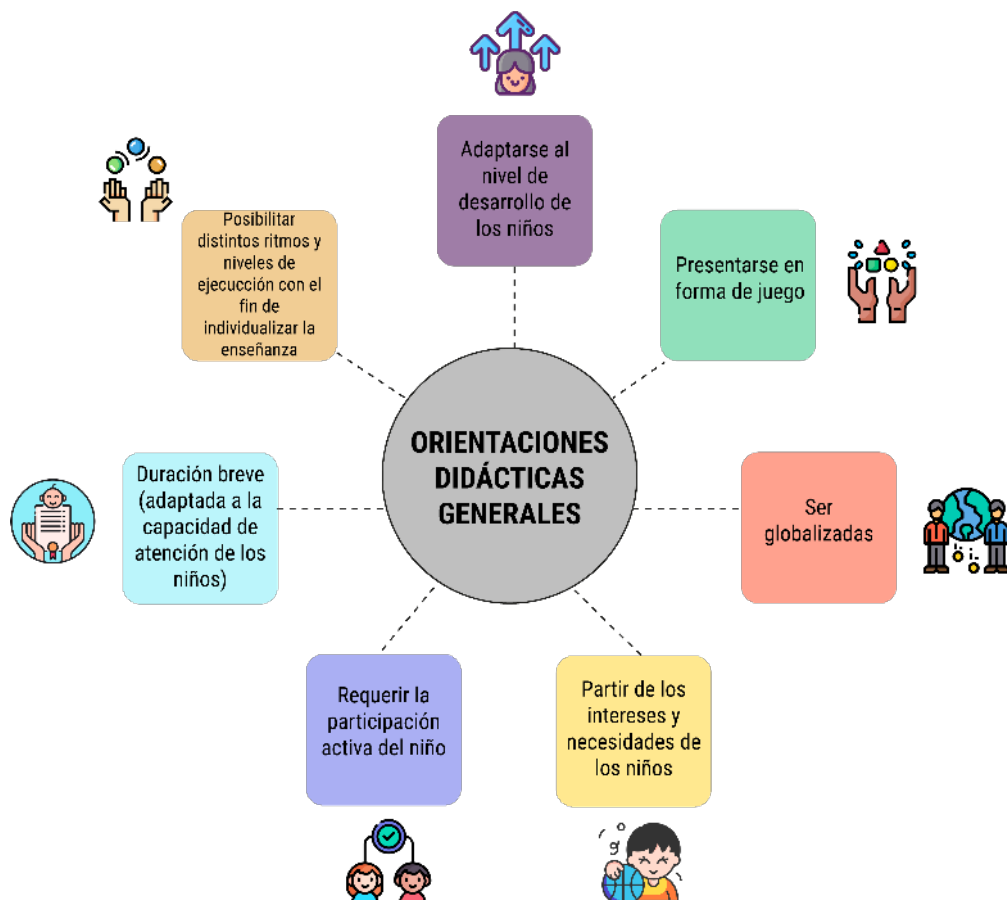 Adaptarse al
nivel de
desarrollo de
los niños
Presentarse en
forma de juego
Ser
globalizadas
Partir de los
intereses y
necesidades de
los niños
Requerir la
participación
activa del niño
Duración breve
(adaptada a la
capacidad de
atención de los
niños)
Posibilitar
distintos ritmos y
niveles de
ejecucción con el
fin de
individualizar la
enseñanza
ORIENTACIONES
DIDÁCTICAS
GENERALES